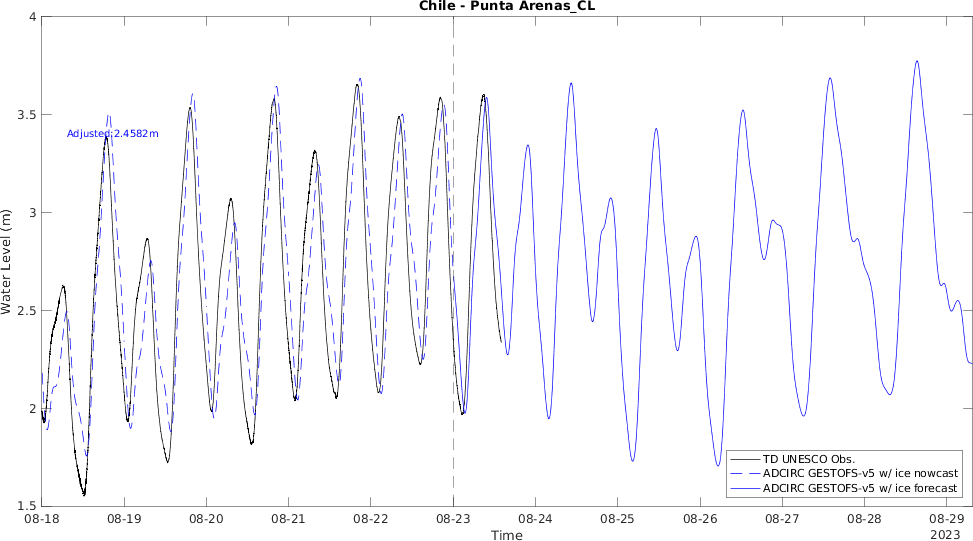 Chile - Punta Arenas_CL
4
3.5
3
2.5
2
1.5
Water Level (m)
Adjusted:2.4582m
TD UNESCO Obs.
ADCIRC GESTOFS-v5 w/ ice nowcast
ADCIRC GESTOFS-v5 w/ ice forecast
08-18 08-19 08-20 08-21 08-22 08-23 08-24 08-25 08-26 08-27 08-28 08-29
2023
Time